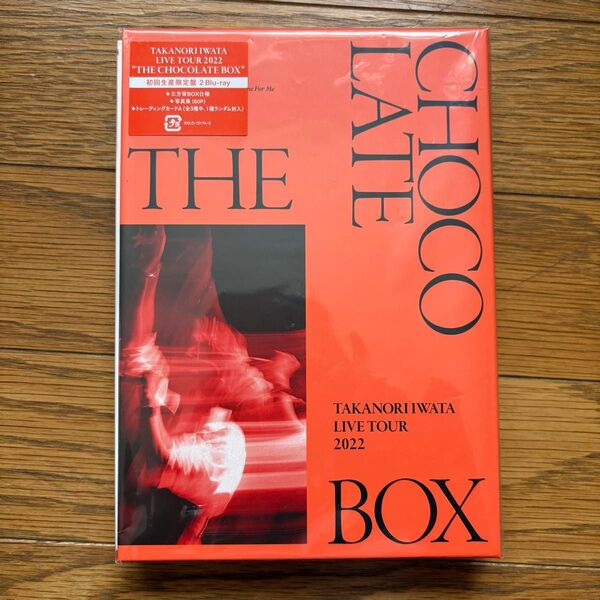 TAKANORI IWATA
LIVE TOUR 2022
"THE CHOCOLATE BOX"
初回生産限定盤 2Blu-ray
★三方背BOX仕様
★写真集(60P)
★トレーディングカードA(全3種中、1種ランダム封入)
For Me
THE
CHOCO
LATE
TAKANORI IWATA
LIVE TOUR
2022
BOX